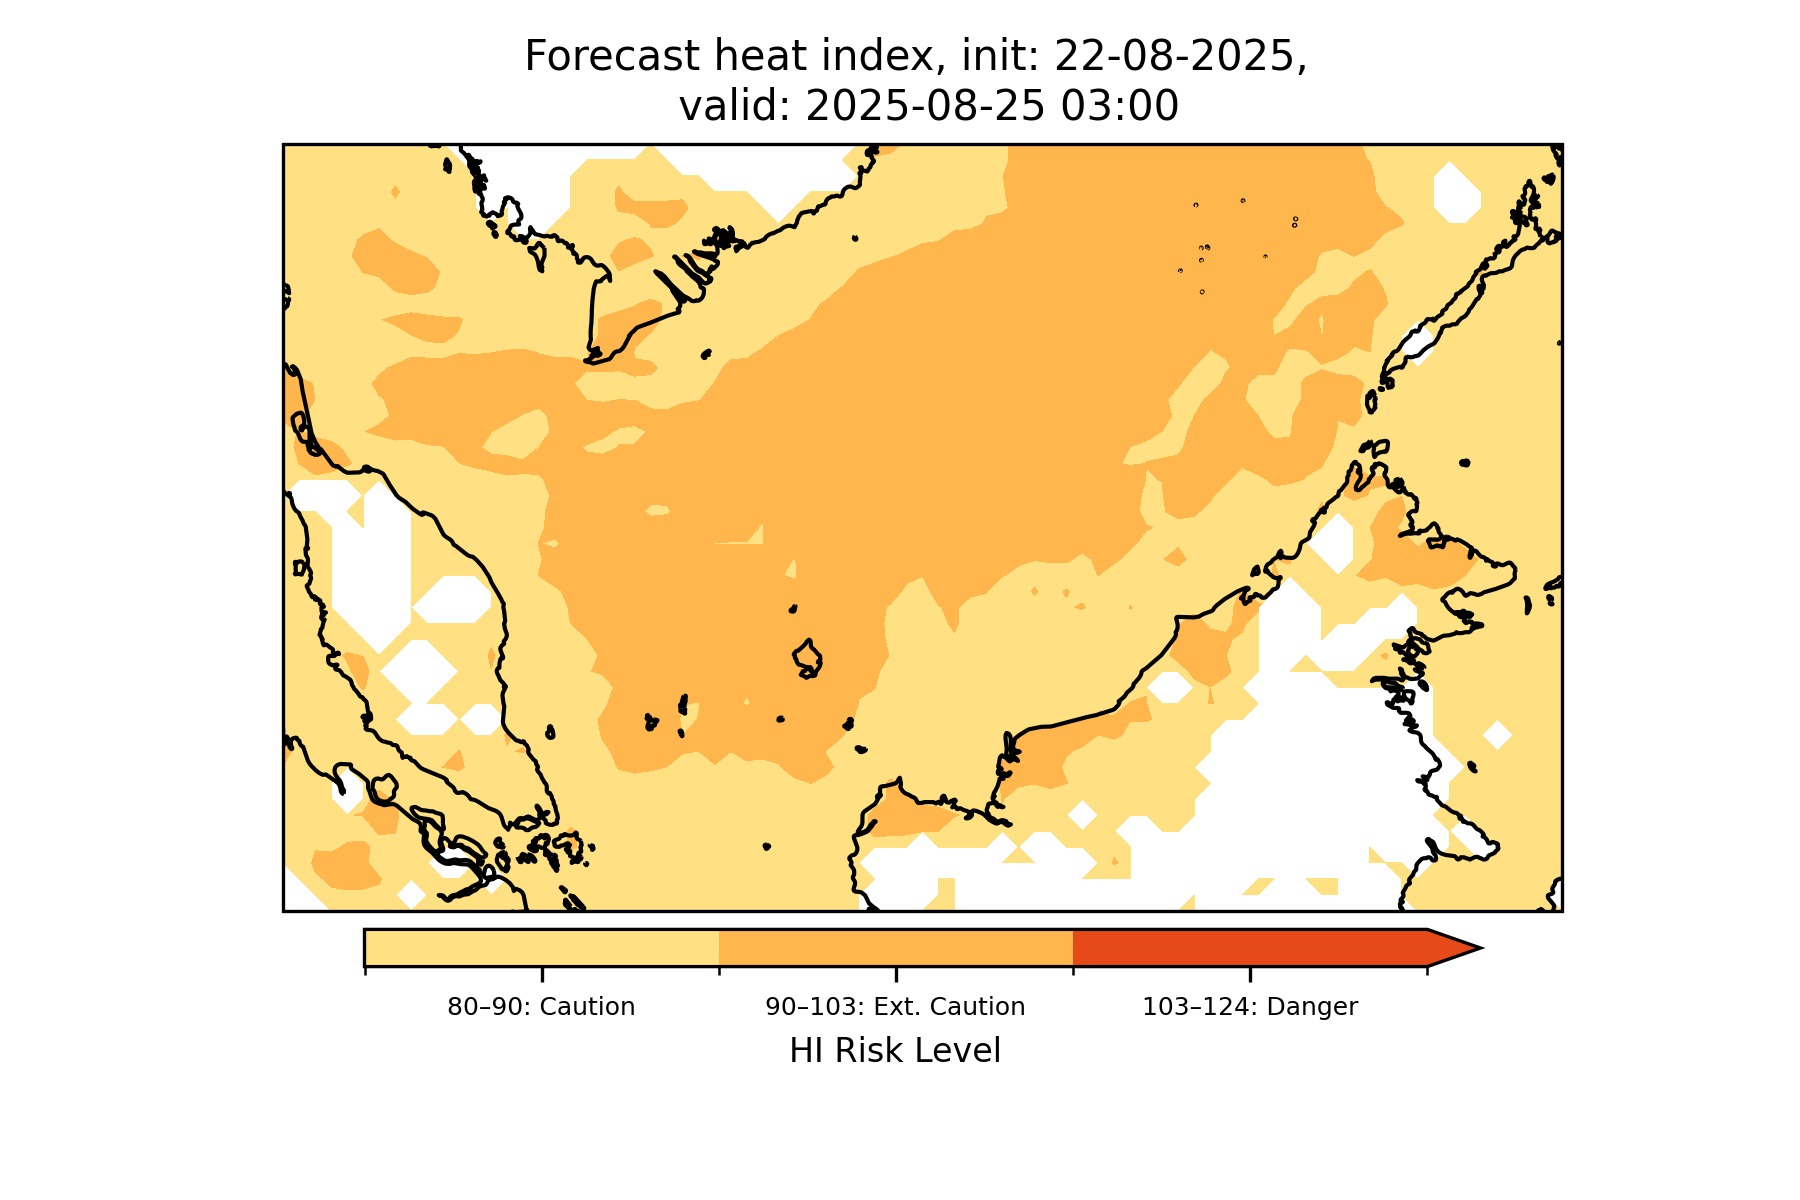 Forecast heat index, init: 22-08-2025,
valid: 2025-08-25 03:00
80–90: Caution
90–103: Ext. Caution
103–124: Danger
HI Risk Level